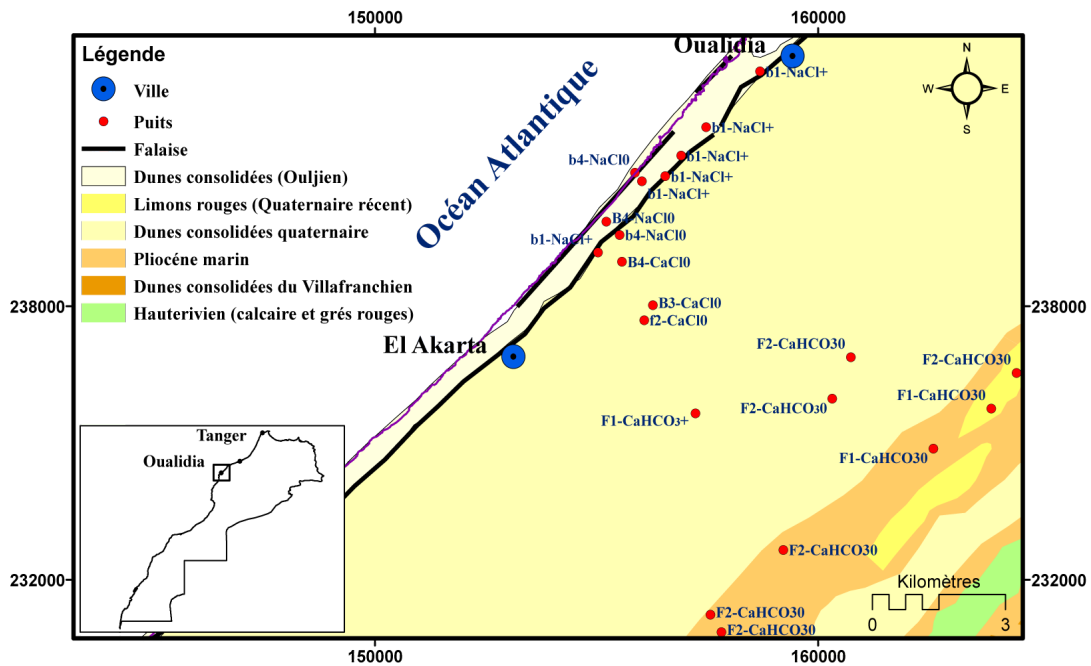 150000
160000
Légende
Ville
Puits
Falaise
Dunes consolidées (Ouljien)
Limons rouges (Quaternaire récent)
Dunes consolidées quaternaire
Pliocéne marin
Dunes consolidées du Villafranchien
Hauterivien (calcaire et grés rouges)
Océan Atlantique
Oualidia
N
W
E
S
b1-NaCl+
b1-NaCl+
b1-NaCl+
b4-NaCl0
b1-NaCl+
b1-NaCl+
B4-NaCl0
b4-NaCl0
b1-NaCl+
B4-CaCl0
B3-CaCl0
f2-CaCl0
238000
238000
El Akarta
F2-CaHCO30
F2-CaHCO30
F1-CaHCO30
F2-CaHCO30
F1-CaHCO3+
F1-CaHCO30
Tanger
Oualidia
F2-CaHCO30
232000
232000
Kilomètres
0
3
F2-CaHCO30
F2-CaHCO30
150000
160000